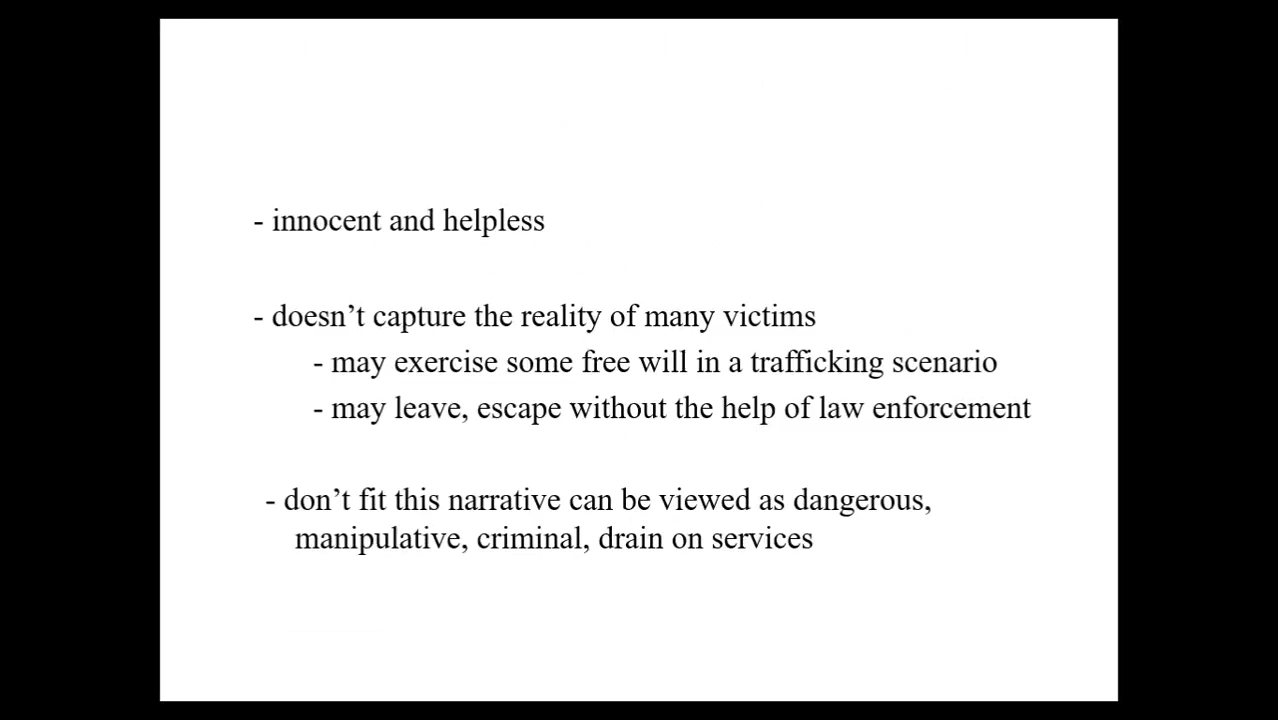 - innocent and helpless
- doesn’t capture the reality of many victims
- may exercise some free will in a trafficking scenario
- may leave, escape without the help of law enforcement
- don’t fit this narrative can be viewed as dangerous,
manipulative, criminal, drain on services